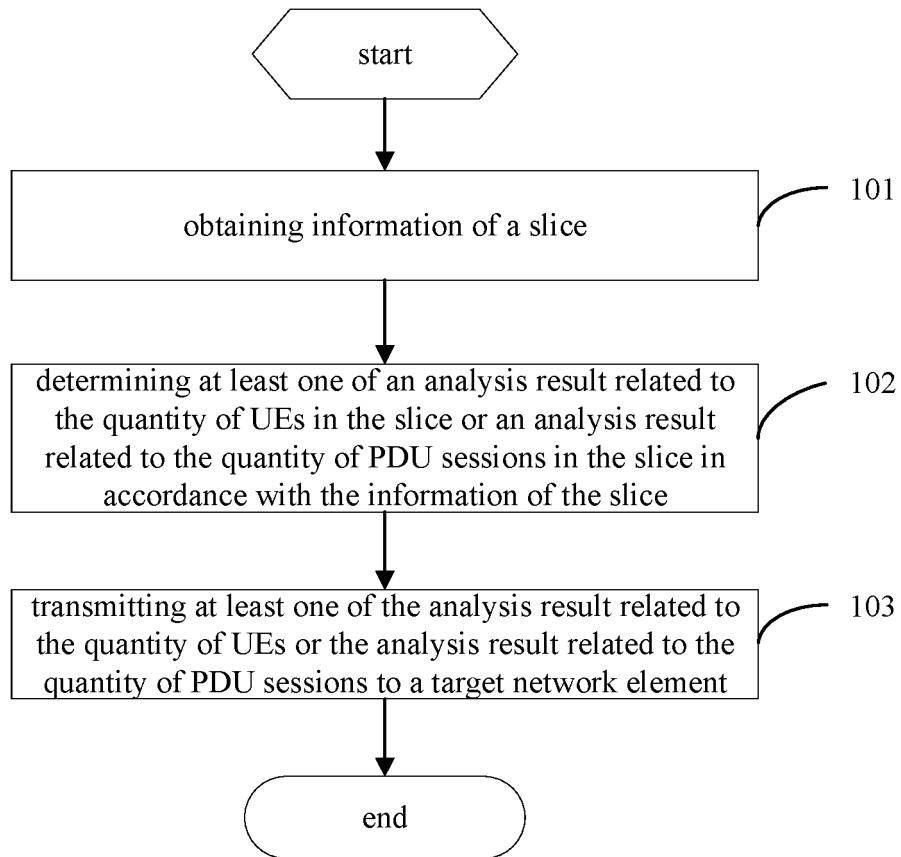 start
obtaining information of a slice
101
determining at least one of an analysis result related to
the quantity of UEs in the slice or an analysis result
related to the quantity of PDU sessions in the slice in
accordance with the information of the slice
102
transmitting at least one of the analysis result related to
the quantity of UEs or the analysis result related to the
quantity of PDU sessions to a target network element
103
end